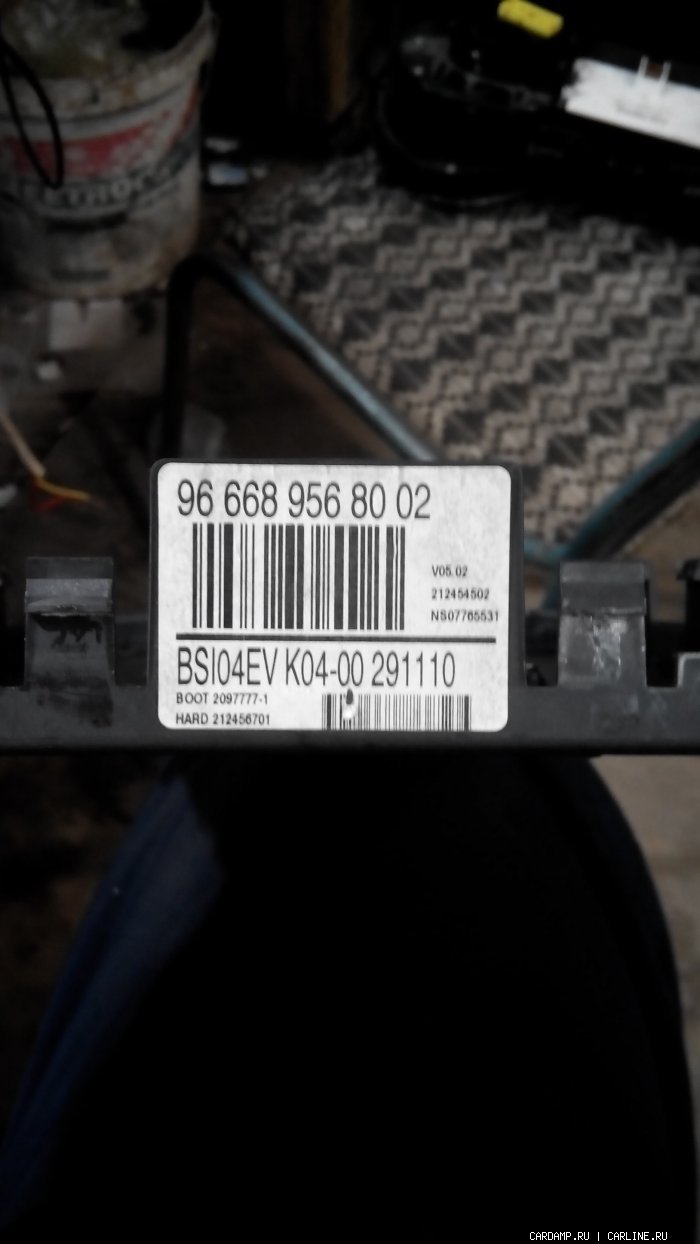 96 668 956 80 02
V05.02
212454502
NS07765531
BSI04EV K04-00 291110
BOOT 2097777-1
HARD 212456701
CARDAMP.RU | CARLINE.RU